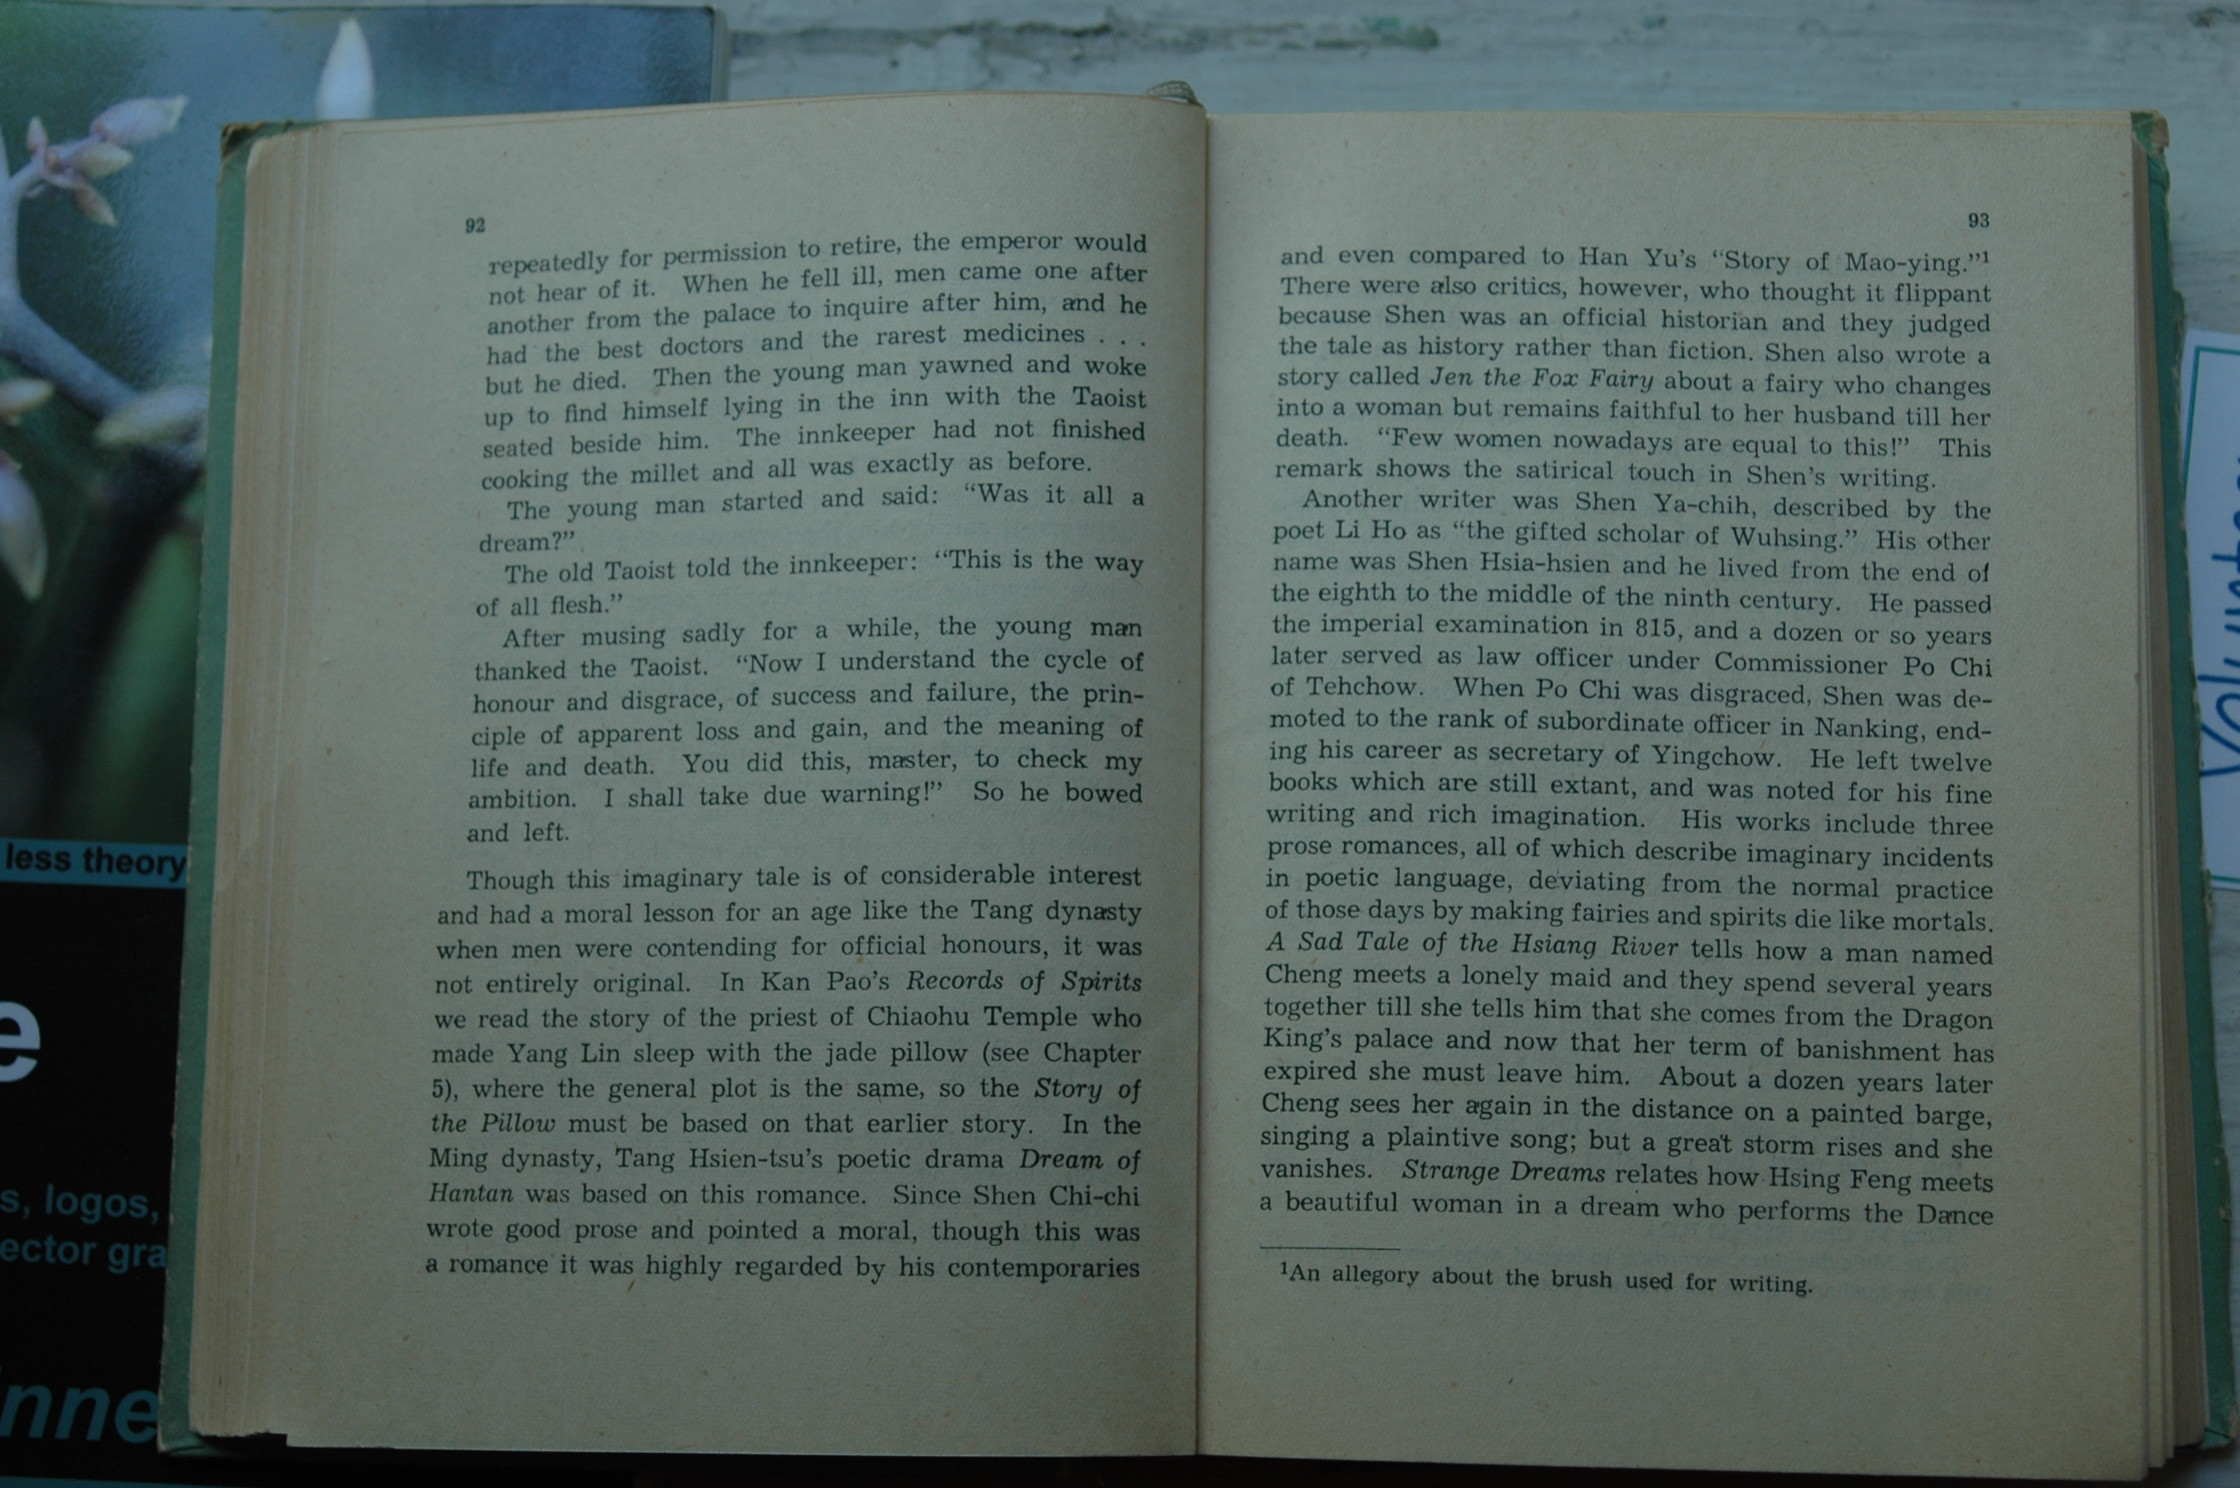 92
repeatedly for permission to retire, the emperor would
not hear of it. When he fell ill, men came one after
another from the palace to inquire after him, and he
had the best doctors and the rarest medicines . . .
but he died. Then the young man yawned and woke
up to find himself lying in the inn with the Taoist
seated beside him. The innkeeper had not finished
cooking the millet and all was exactly as before.
The young man started and said: “Was it all a
dream?”
The old Taoist told the innkeeper: “This is the way
of all flesh.”
After musing sadly for a while, the young man
thanked the Taoist. “Now I understand the cycle of
honour and disgrace, of success and failure, the prin-
ciple of apparent loss and gain, and the meaning of
life and death. You did this, master, to check my
ambition. I shall take due warning!” So he bowed
and left.
Though this imaginary tale is of considerable interest
and had a moral lesson for an age like the Tang dynasty
when men were contending for official honours, it was
not entirely original. In Kan Pao’s Records of Spirits
we read the story of the priest of Chiaohu Temple who
made Yang Lin sleep with the jade pillow (see Chapter
5), where the general plot is the same, so the Story of
the Pillow must be based on that earlier story. In the
Ming dynasty, Tang Hsien-tsu’s poetic drama Dream of
Hantan was based on this romance. Since Shen Chi-chi
wrote good prose and pointed a moral, though this was
a romance it was highly regarded by his contemporaries
93
and even compared to Han Yu’s “Story of Mao-ying.”¹
There were also critics, however, who thought it flippant
because Shen was an official historian and they judged
the tale as history rather than fiction. Shen also wrote a
story called Jen the Fox Fairy about a fairy who changes
into a woman but remains faithful to her husband till her
death. “Few women nowadays are equal to this!” This
remark shows the satirical touch in Shen’s writing.
Another writer was Shen Ya-chih, described by the
poet Li Ho as “the gifted scholar of Wuhsing.” His other
name was Shen Hsia-hsien and he lived from the end of
the eighth to the middle of the ninth century. He passed
the imperial examination in 815, and a dozen or so years
later served as law officer under Commissioner Po Chi
of Tehchow. When Po Chi was disgraced, Shen was de-
moted to the rank of subordinate officer in Nanking, end-
ing his career as secretary of Yingchow. He left twelve
books which are still extant, and was noted for his fine
writing and rich imagination. His works include three
prose romances, all of which describe imaginary incidents
in poetic language, deviating from the normal practice
of those days by making fairies and spirits die like mortals.
A Sad Tale of the Hsiang River tells how a man named
Cheng meets a lonely maid and they spend several years
together till she tells him that she comes from the Dragon
King’s palace and now that her term of banishment has
expired she must leave him. About a dozen years later
Cheng sees her again in the distance on a painted barge,
singing a plaintive song; but a great storm rises and she
vanishes. Strange Dreams relates how Hsing Feng meets
a beautiful woman in a dream who performs the Dance
¹An allegory about the brush used for writing.
less theory
e
s, logos,
ector gra
nne